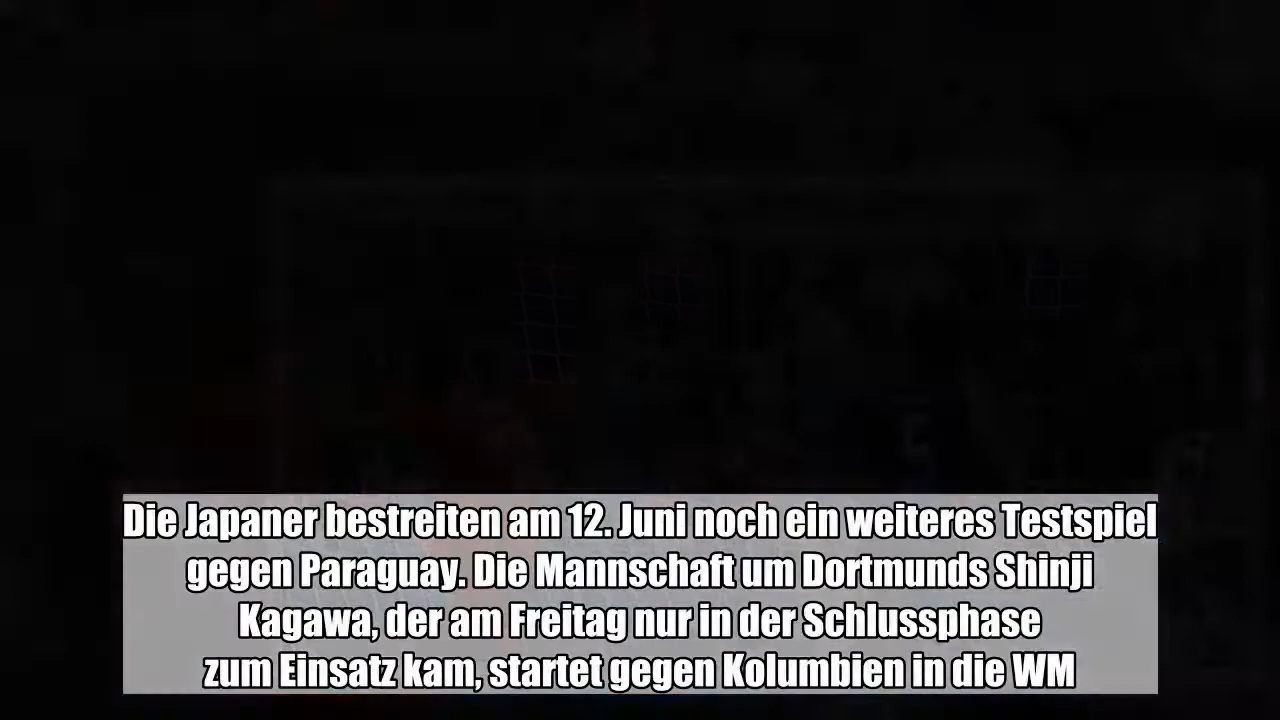 Die Japaner bestreiten am 12. Juni noch ein weiteres Testspiel
gegen Paraguay. Die Mannschaft um Dortmunds Shinji
Kagawa, der am Freitag nur in der Schlussphase
zum Einsatz kam, startet gegen Kolumbien in die WM